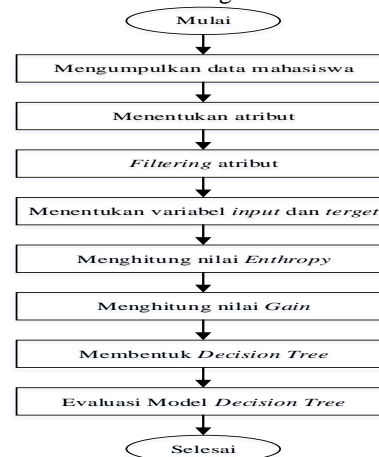 Mulai
Mengumpulkan data mahasiswa
Menentukan atribut
Filtering atribut
Menentukan variabel input dan terget
Menghitung nilai Enthropy
Menghitung nilai Gain
Membentuk Decision Tree
Evaluasi Model Decision Tree
Selesai